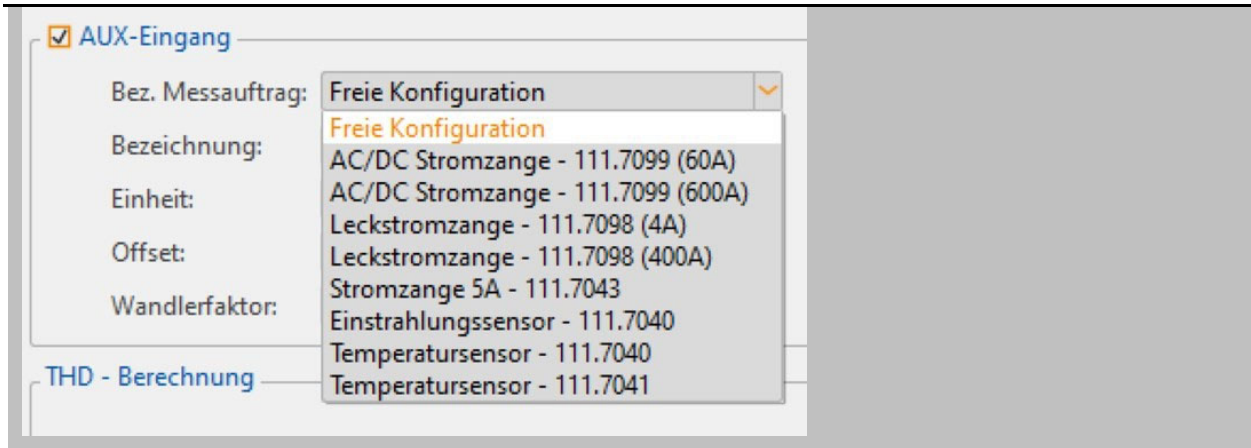 AUX-Eingang
Bez. Messauftrag: Freie Konfiguration
Freie Konfiguration
Bezeichnung:
AC/DC Stromzange - 111.7099 (60A)
AC/DC Stromzange - 111.7099 (600A)
Einheit:
Leckstromzange - 111.7098 (4A)
Offset:
Leckstromzange - 111.7098 (400A)
Stromzange 5A - 111.7043
Wandlerfaktor:
Einstrahlungssensor - 111.7040
Temperatursensor - 111.7040
THD - Berechnung
Temperatursensor - 111.7041